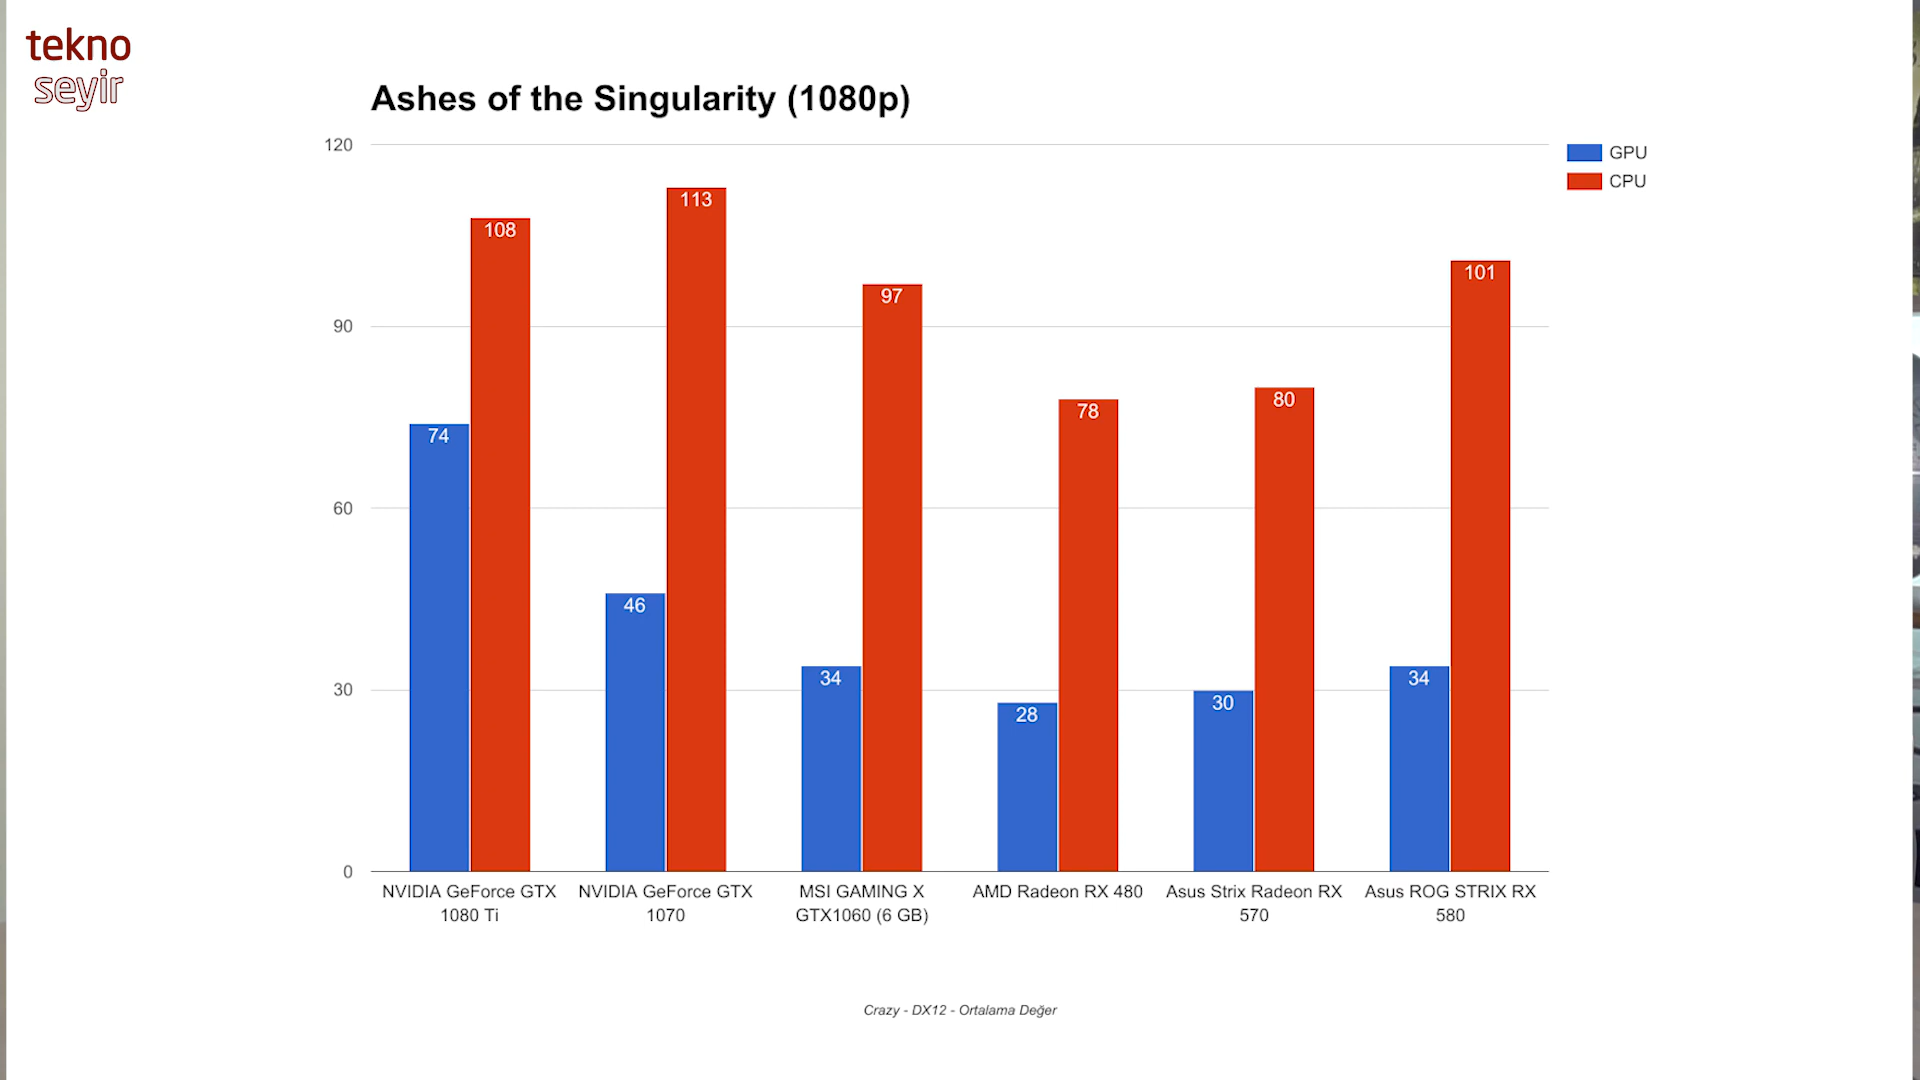 tekno
seyir
Ashes of the Singularity (1080p)
120
90
60
30
0
GPU
CPU
74
108
46
113
34
97
28
78
30
80
34
101
NVIDIA GeForce GTX
1080 Ti
NVIDIA GeForce GTX
1070
MSI GAMING X
GTX1060 (6 GB)
AMD Radeon RX 480
Asus Strix Radeon RX
570
Asus ROG STRIX RX
580
Crazy - DX12 - Ortalama Değer